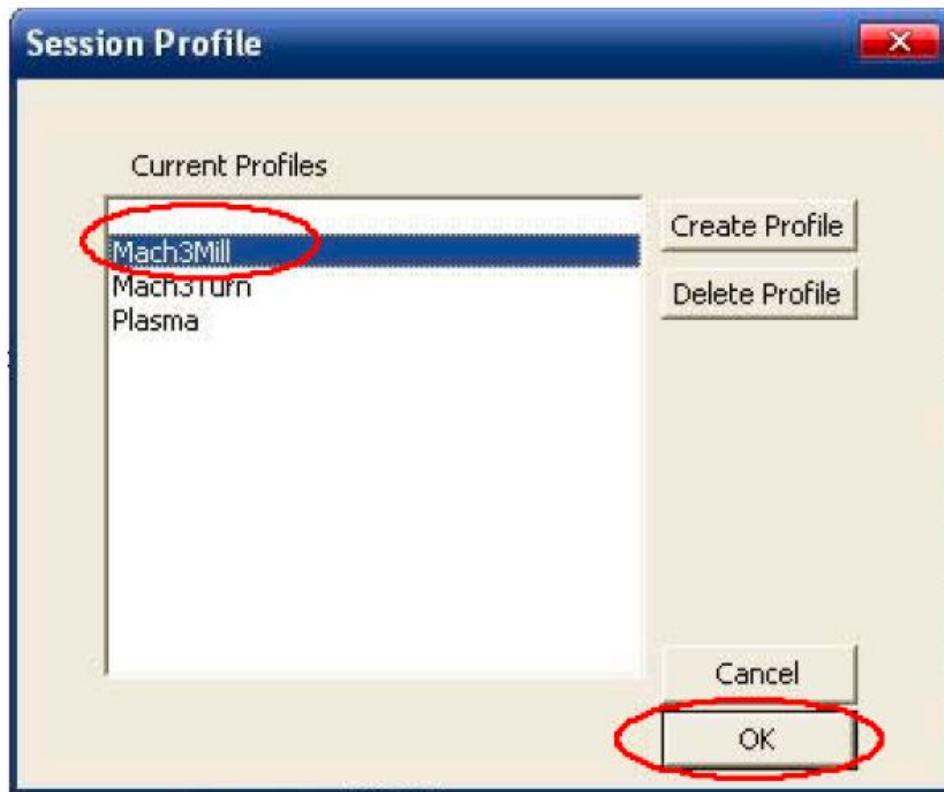 Session Profile
Current Profiles
Mach3Mill
Mach3Turn
Plasma
Create Profile
Delete Profile
Cancel
OK